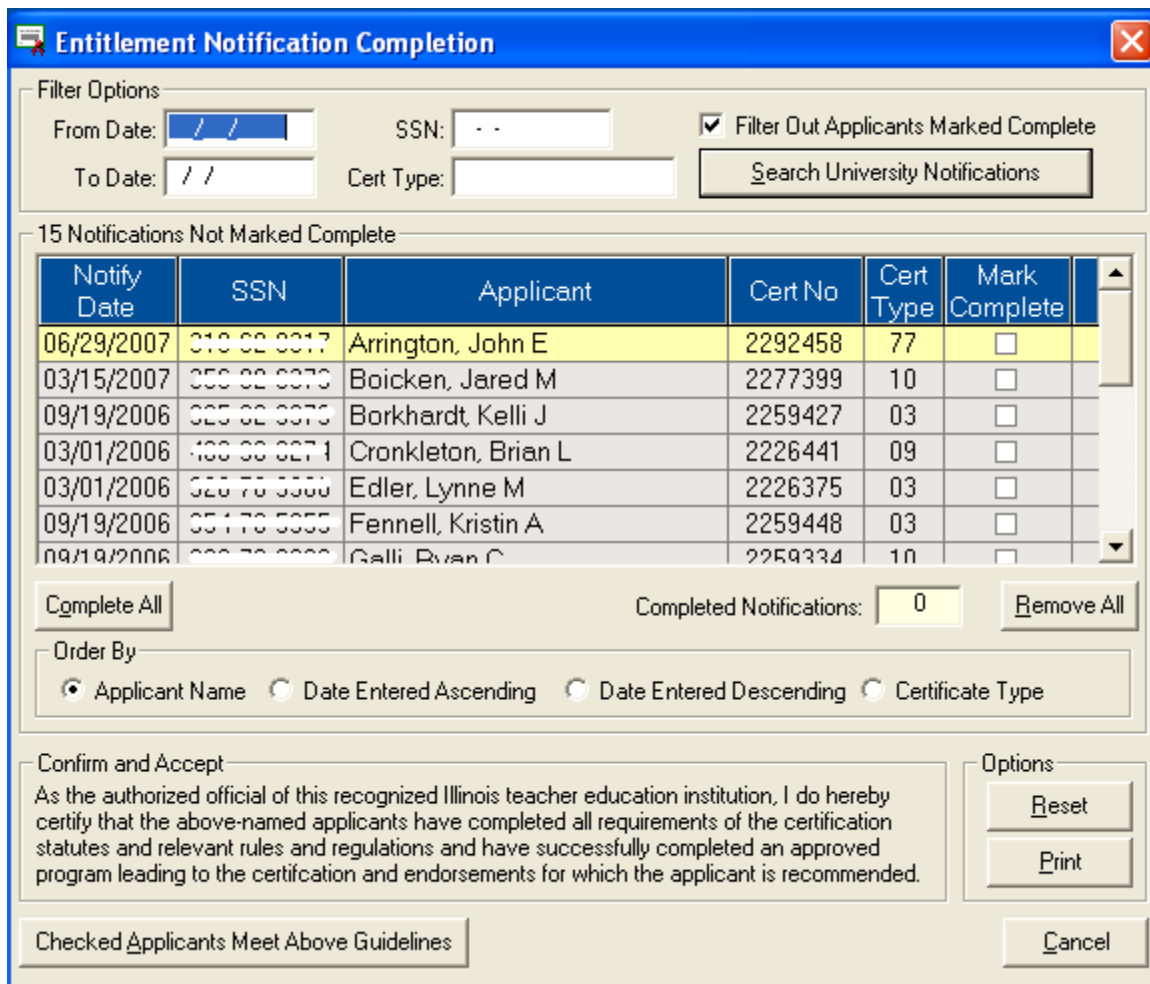 Entitlement Notification Completion
Filter Options
From Date: / / SSN: - - Filter Out Applicants Marked Complete
To Date: / / Cert Type: Search University Notifications
15 Notifications Not Marked Complete
Notify Date SSN Applicant Cert No Cert Type Mark Complete
06/29/2007 Arrington, John E 2292458 77
03/15/2007 Boicken, Jared M 2277399 10
09/19/2006 Borkhardt, Kelli J 2259427 03
03/01/2006 Cronkleton, Brian L 2226441 09
03/01/2006 Edler, Lynne M 2226375 03
09/19/2006 Fennell, Kristin A 2259448 03
09/19/2006 Galli, Ryan C 2259334 10
Complete All Completed Notifications: 0 Remove All
Order By
Applicant Name Date Entered Ascending Date Entered Descending Certificate Type
Confirm and Accept
As the authorized official of this recognized Illinois teacher education institution, I do hereby
certify that the above-named applicants have completed all requirements of the certification
statutes and relevant rules and regulations and have successfully completed an approved
program leading to the certifcation and endorsements for which the applicant is recommended.
Options
Reset
Print
Checked Applicants Meet Above Guidelines Cancel